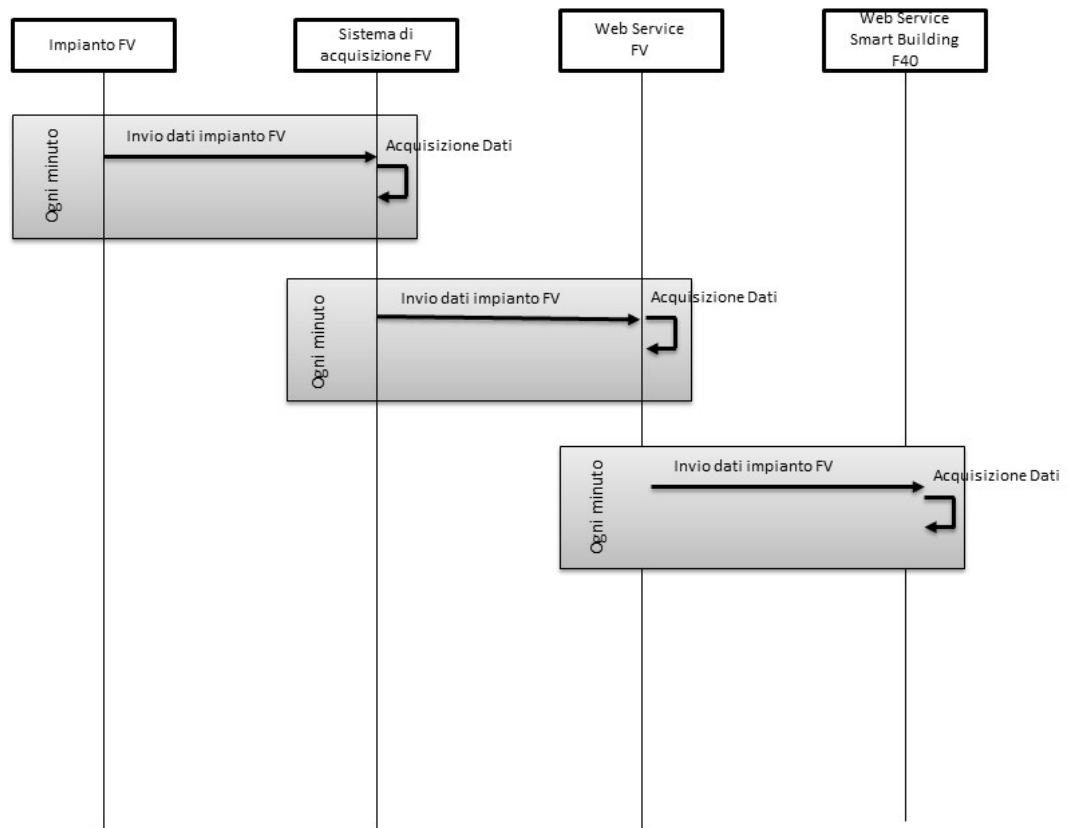 Impianto FV
Sistema di
acquisizione FV
Web Service
FV
Web Service
Smart Building
F40
Ogni minuto
Invio dati impianto FV
Acquisizione Dati
Ogni minuto
Invio dati impianto FV
Acquisizione Dati
Ogni minuto
Invio dati impianto FV
Acquisizione Dati